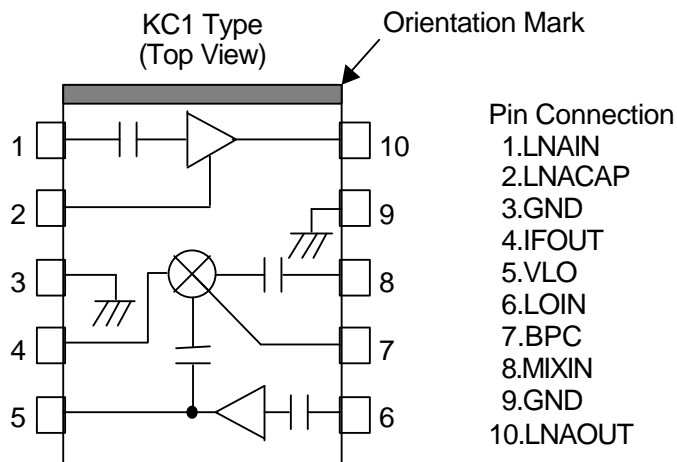 KC1 Type
(Top View)
Orientation Mark
1
10
2
9
3
8
4
7
5
6
Pin Connection
1.LNAIN
2.LNACAP
3.GND
4.IFOUT
5.VLO
6.LOIN
7.BPC
8.MIXIN
9.GND
10.LNAOUT